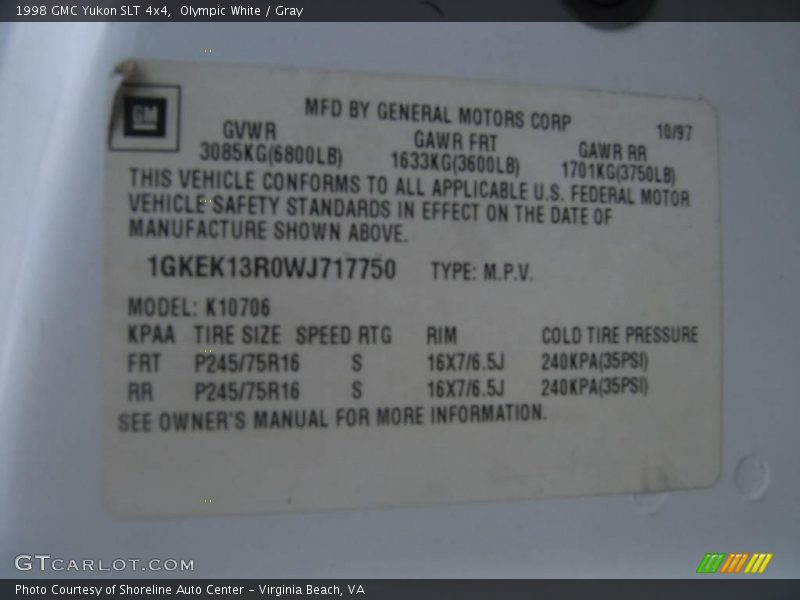 1998 GMC Yukon SLT 4x4,  Olympic White / Gray
GM
MFD BY GENERAL MOTORS CORP 10/97
GVWR GAWR FRT GAWR RR
3085KG(6800LB) 1633KG(3600LB) 1701KG(3750LB)
THIS VEHICLE CONFORMS TO ALL APPLICABLE U.S. FEDERAL MOTOR
VEHICLE SAFETY STANDARDS IN EFFECT ON THE DATE OF
MANUFACTURE SHOWN ABOVE.
1GKEK13R0WJ717750 TYPE: M.P.V.
MODEL: K10706
KPAA TIRE SIZE SPEED RTG RIM COLD TIRE PRESSURE
FRT P245/75R16 S 16X7/6.5J 240KPA(35PSI)
RR P245/75R16 S 16X7/6.5J 240KPA(35PSI)
SEE OWNER'S MANUAL FOR MORE INFORMATION.
GTCARLOT.COM
Photo Courtesy of Shoreline Auto Center - Virginia Beach, VA